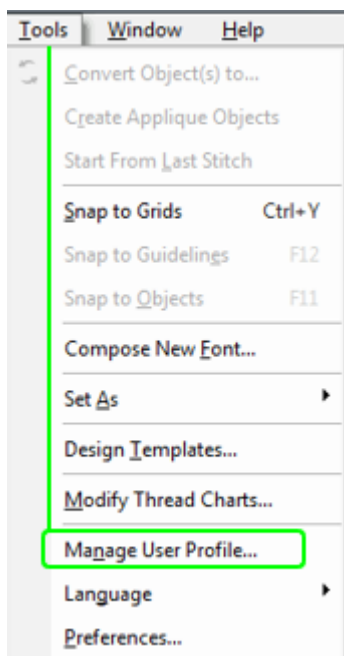 Tools Window Help
Convert Object(s) to...
Create Applique Objects
Start From Last Stitch
Snap to Grids Ctrl+Y
Snap to Guidelines F12
Snap to Objects F11
Compose New Font...
Set As
Design Templates...
Modify Thread Charts...
Manage User Profile...
Language
Preferences...